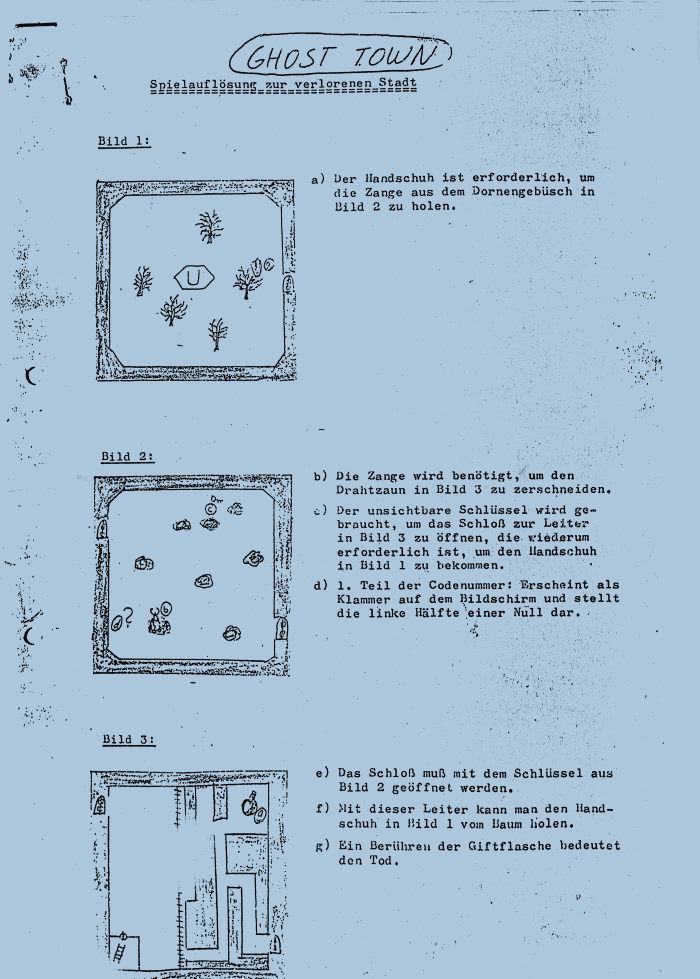 GHOST TOWN
Spielauflösung zur verlorenen Stadt
Bild 1:
a) Der Handschuh ist erforderlich, um
die Zange aus dem Dornengebüsch in
Bild 2 zu holen.
U
Bild 2:
b) Die Zange wird benötigt, um den
Drahtzaun in Bild 3 zu zerschneiden.
c) Der unsichtbare Schlüssel wird ge-
braucht, um das Schloß zur Leiter
in Bild 3 zu öffnen, die wiederum
erforderlich ist, um den Handschuh
in Bild 1 zu bekommen.
d) 1. Teil der Codenummer: Erscheint als
Klammer auf dem Bildschirm und stellt
die linke Hälfte einer Null dar.
c
b
?
Bild 3:
e) Das Schloß muß mit dem Schlüssel aus
Bild 2 geöffnet werden.
f) Mit dieser Leiter kann man den Hand-
schuh in Bild 1 vom Baum holen.
g) Ein Berühren der Giftflasche bedeutet
den Tod.